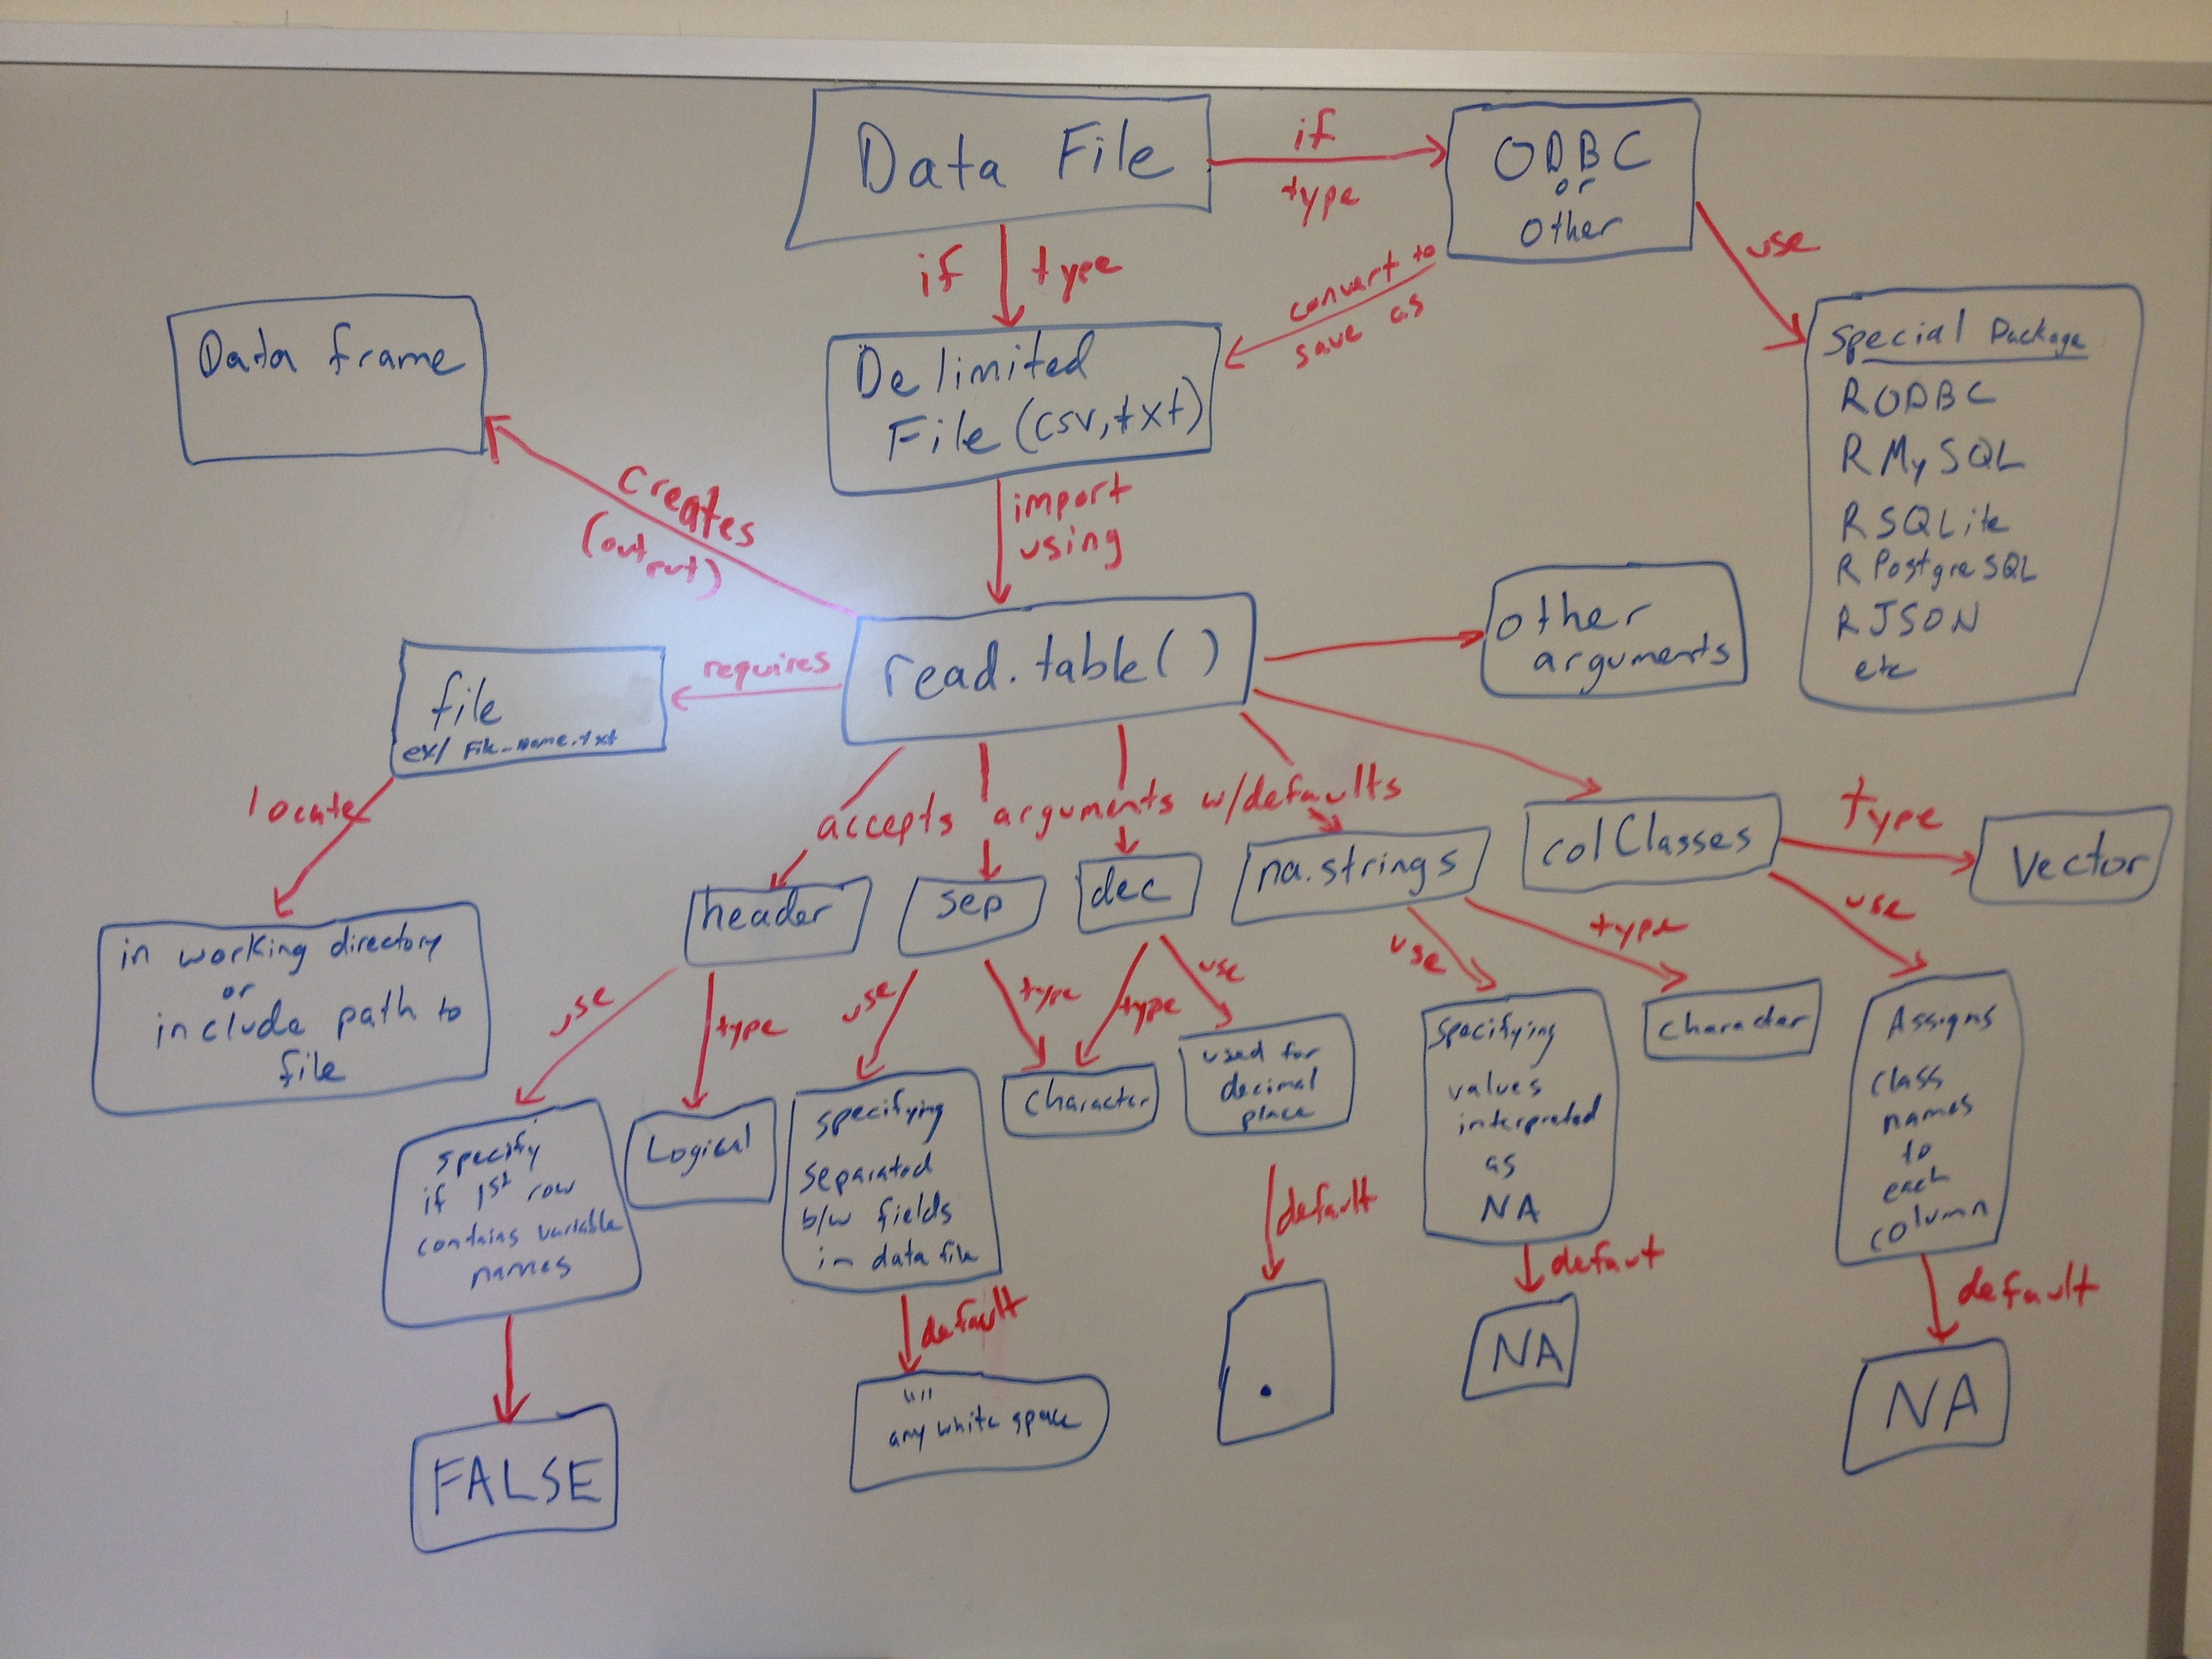 Data File
if
type
ODBC
or
other
use
if type
convert to
save as
Special Package
RODBC
RMySQL
RSQLite
RPostgreSQL
RJSON
etc
Data frame
Delimited
File (csv, txt)
creates
(output)
import
using
read.table()
other
arguments
requires
file
ex/ File_Name.txt
locate
in working directory
or
include path to
file
accepts arguments w/defaults
header
sep
dec
na.strings
colClasses
type
Vector
use
type
use
type
type
use
use
type
use
specify
if 1st row
contains variable
names
Logical
specifying
separated
b/w fields
in data file
character
used for
decimal
place
specifying
values
interpreted
as
NA
character
Assigns
class
names
to
each
column
default
default
defaut
default
FALSE
""
any white space
.
NA
NA